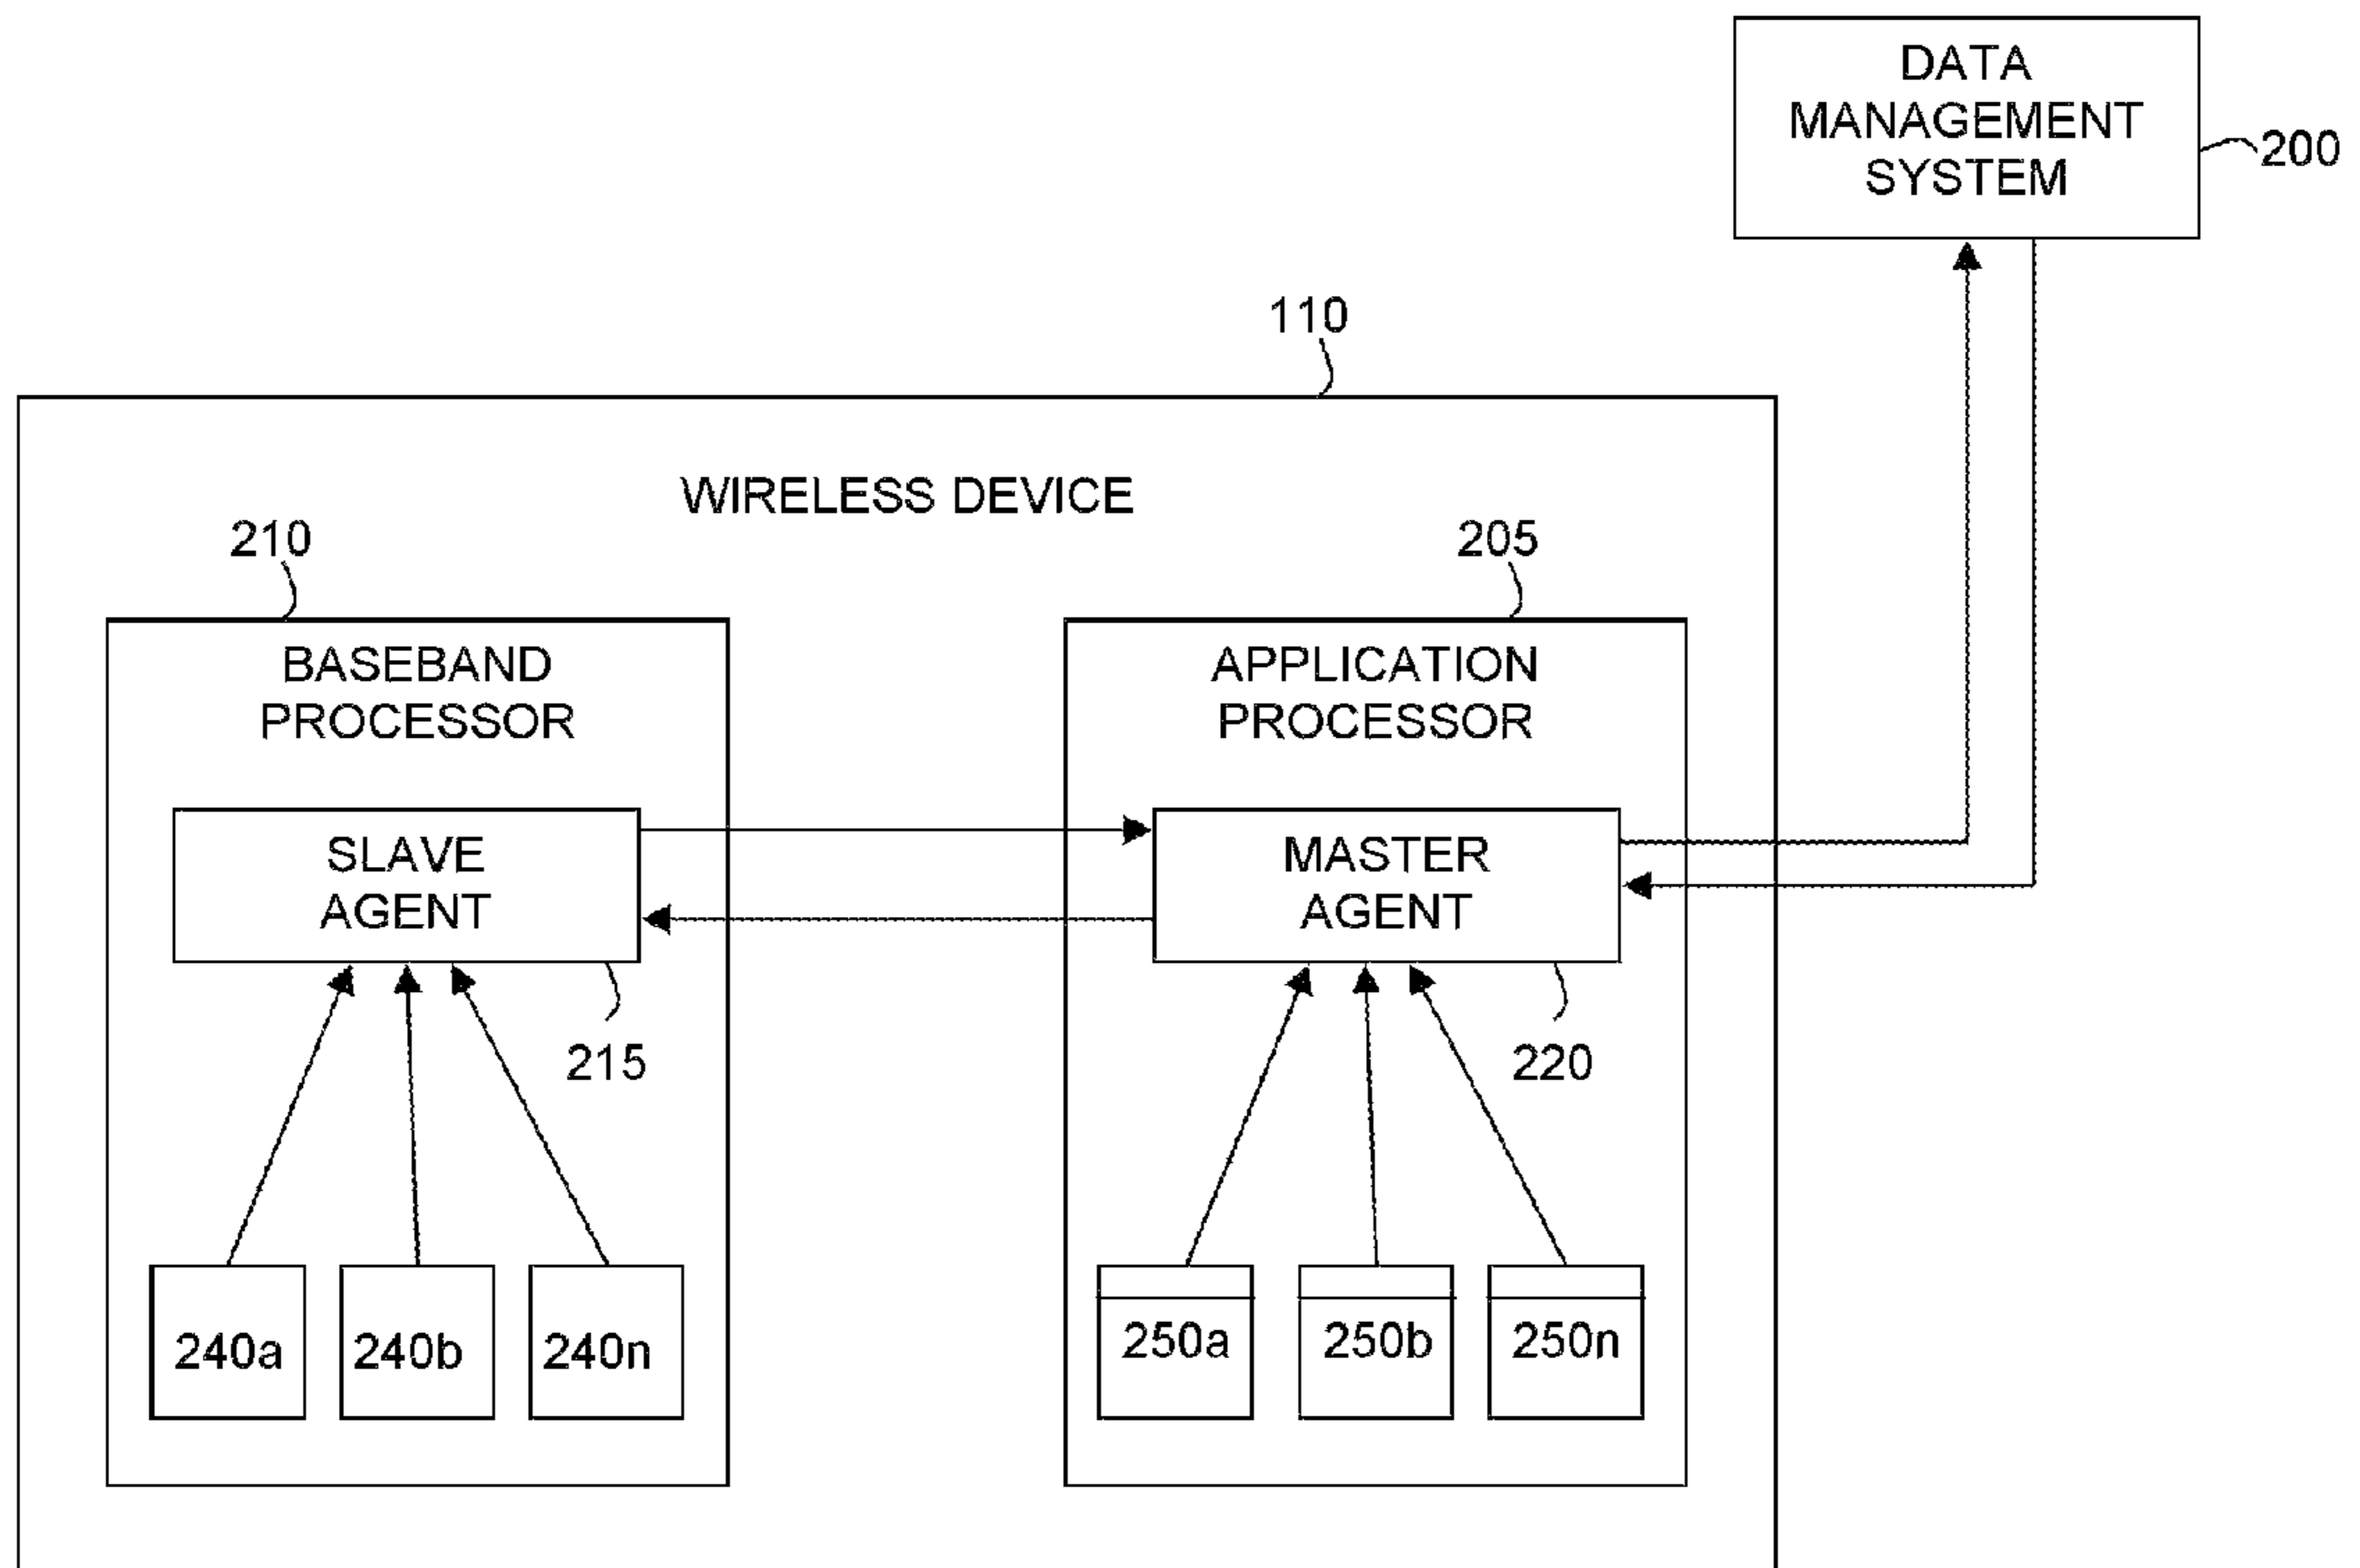 DATA
MANAGEMENT
SYSTEM
200
110
WIRELESS DEVICE
210
205
BASEBAND
PROCESSOR
APPLICATION
PROCESSOR
SLAVE
AGENT
MASTER
AGENT
215
220
240a
240b
240n
250a
250b
250n